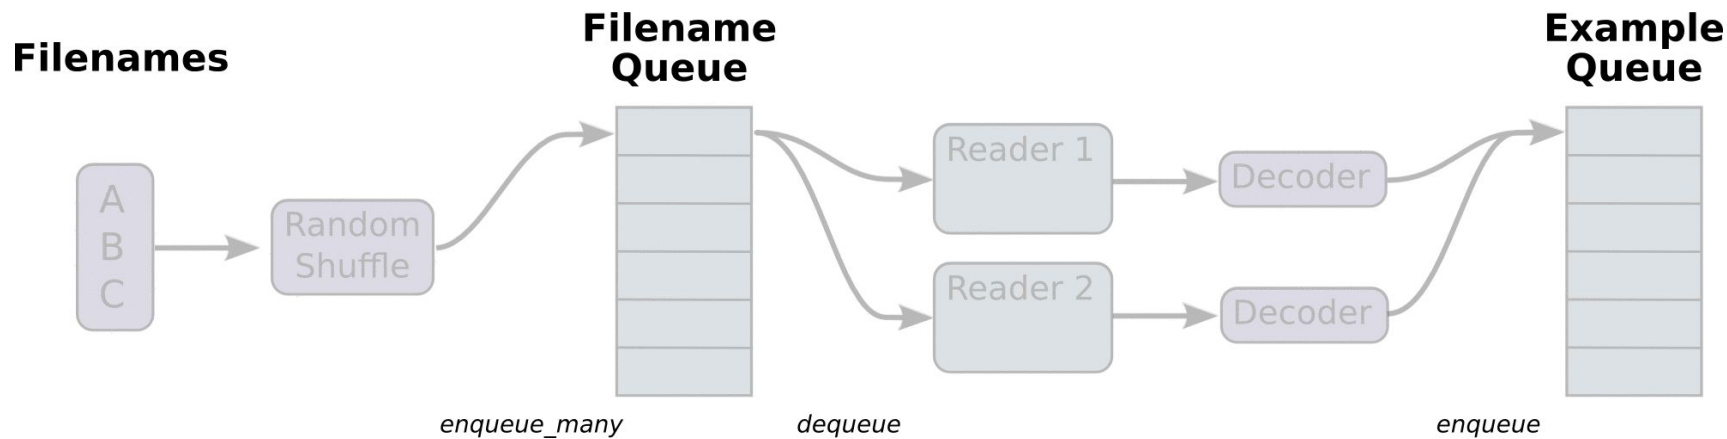 Filenames
Filename
Queue
Example
Queue
A
B
C
Random
Shuffle
Reader 1
Decoder
Reader 2
Decoder
enqueue_many
dequeue
enqueue